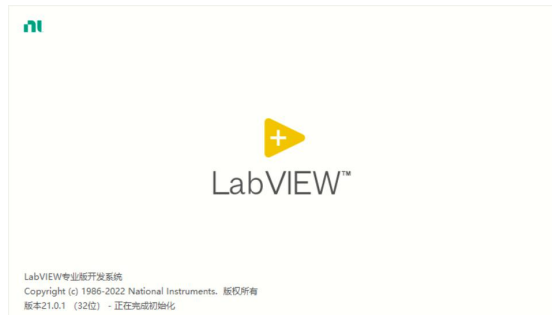 ni
LabVIEW™
LabVIEW专业版开发系统
Copyright (c) 1986-2022 National Instruments. 版权所有
版本21.0.1 （32位） - 正在完成初始化